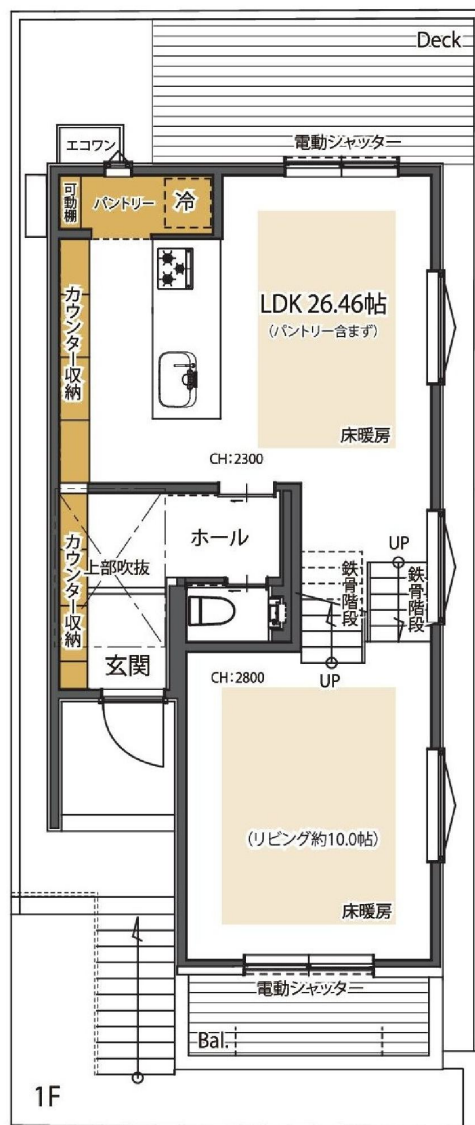 Deck
エコワン
電動シャッター
可動棚
パントリー
冷
カウンター収納
LDK 26.46帖
(パントリー含まず)
床暖房
CH:2300
ホール
カウンター収納
上部吹抜
UP
鉄骨階段
鉄骨階段
玄関
UP
CH:2800
(リビング約10.0帖)
床暖房
電動シャッター
Bal.
1F